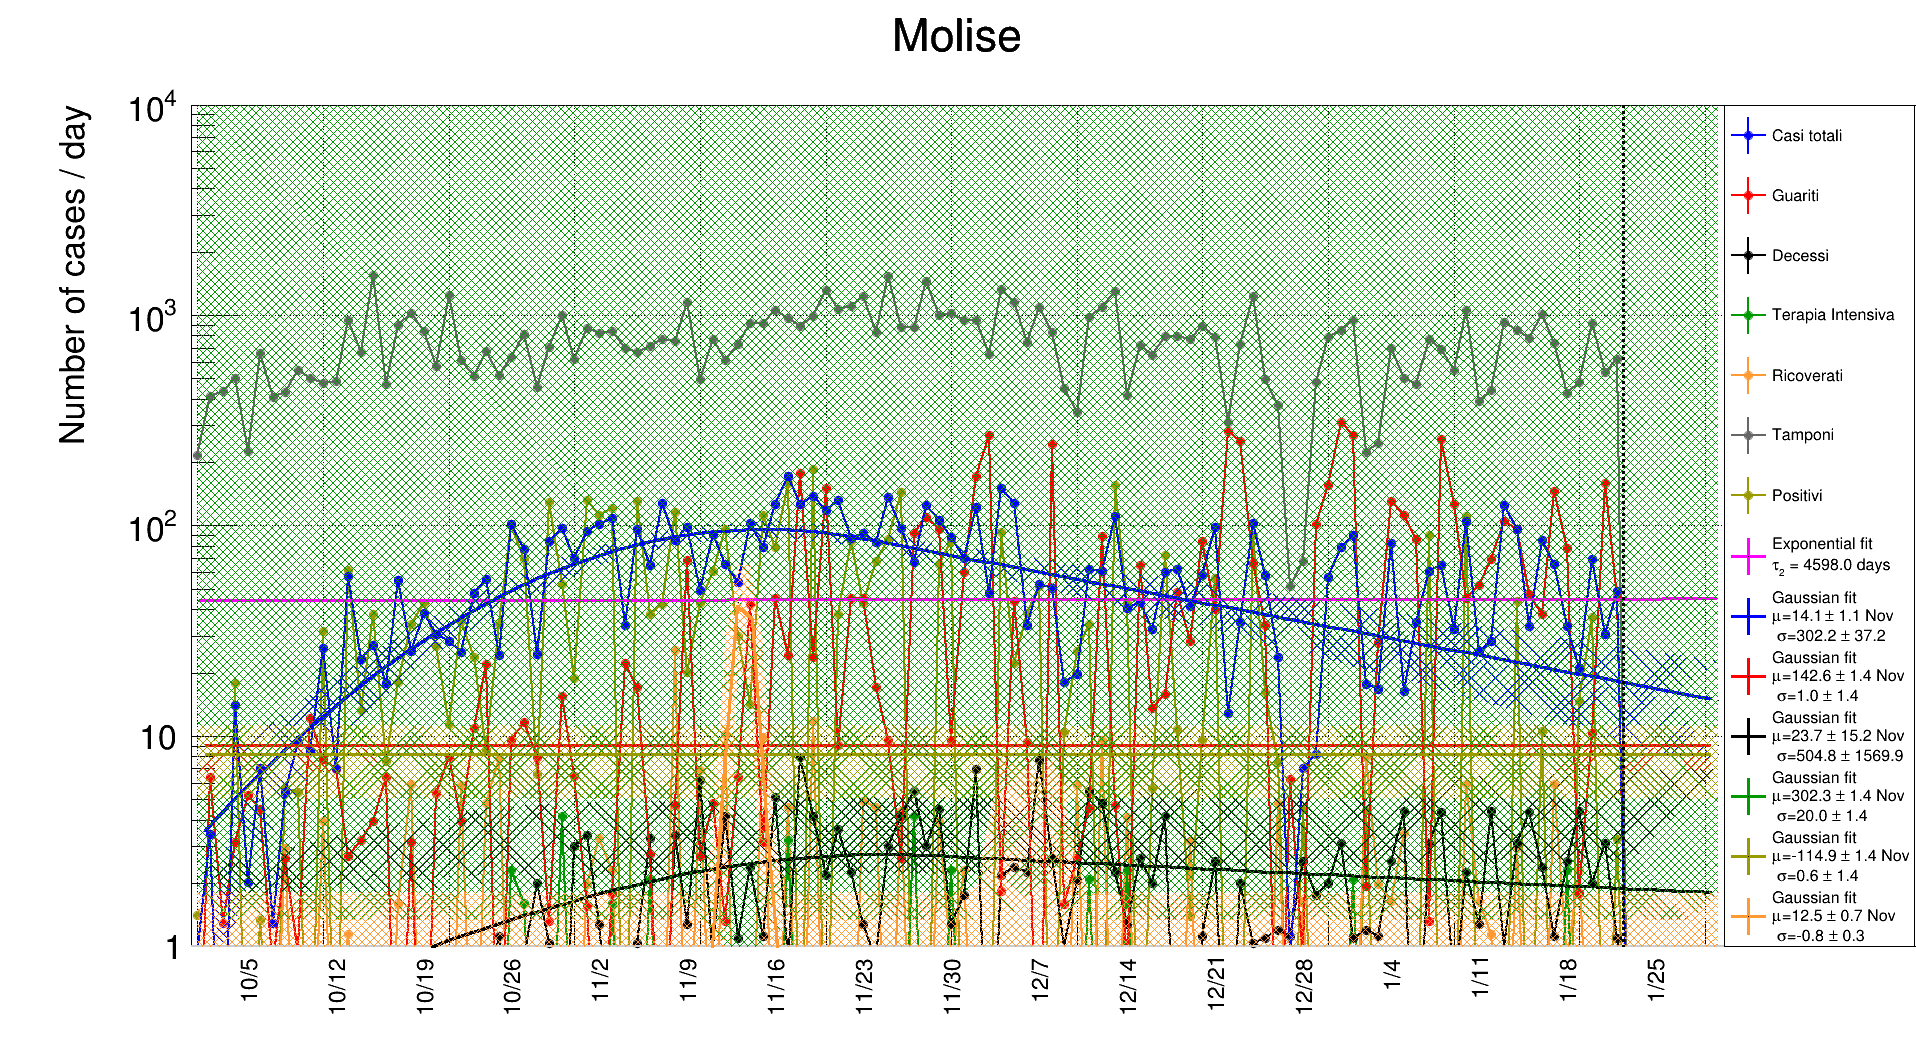 Molise
Number of cases / day
10⁴
10³
10²
10
1
10/5
10/12
10/19
10/26
11/2
11/9
11/16
11/23
11/30
12/7
12/14
12/21
12/28
1/4
1/11
1/18
1/25
Casi totali
Guariti
Decessi
Terapia Intensiva
Ricoverati
Tamponi
Positivi
Exponential fit
τ₂ = 4598.0 days
Gaussian fit
μ=14.1 ± 1.1 Nov
σ=302.2 ± 37.2
Gaussian fit
μ=142.6 ± 1.4 Nov
σ=1.0 ± 1.4
Gaussian fit
μ=23.7 ± 15.2 Nov
σ=504.8 ± 1569.9
Gaussian fit
μ=302.3 ± 1.4 Nov
σ=20.0 ± 1.4
Gaussian fit
μ=-114.9 ± 1.4 Nov
σ=0.6 ± 1.4
Gaussian fit
μ=12.5 ± 0.7 Nov
σ=-0.8 ± 0.3